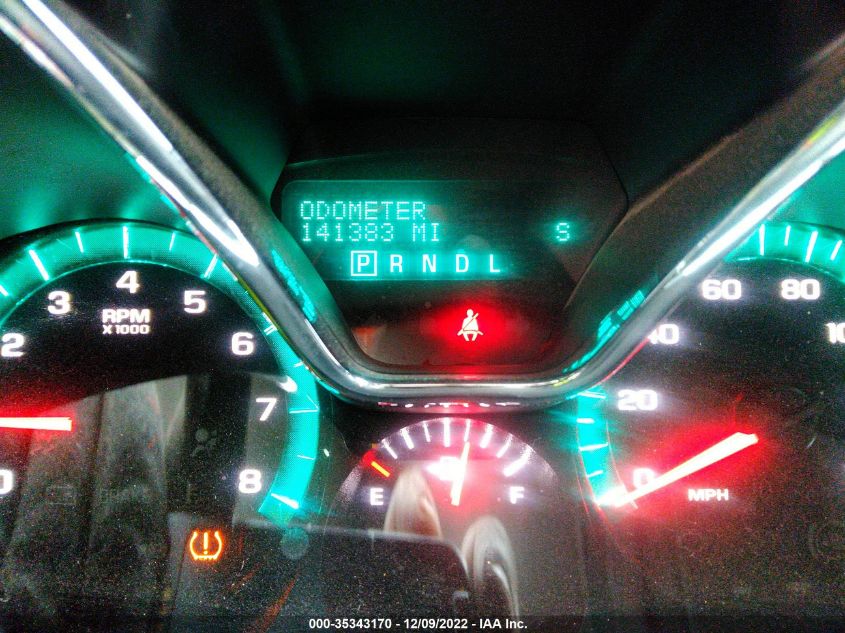 ODOMETER
141383 MI S
P R N D L
2 3 4 5 6 7 8
RPM
X1000
0 20 40 60 80
MPH
E F
000-35343170 - 12/09/2022 - IAA Inc.